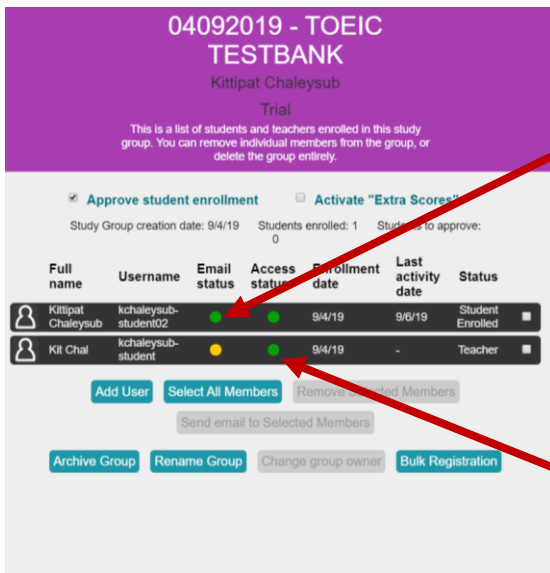 04092019 - TOEIC
TESTBANK
Kittipat Chaleysub
Trial
This is a list of students and teachers enrolled in this study
group. You can remove individual members from the group, or
delete the group entirely.
Approve student enrollment Activate "Extra Scores"
Study Group creation date: 9/4/19 Students enrolled: 1 Students to approve:
0
Full name Username Email status Access status Enrollment date Last activity date Status
Kittipat Chaleysub kchaleysub-student02 9/4/19 9/6/19 Student Enrolled
Kit Chal kchaleysub-student 9/4/19 - Teacher
Add User Select All Members Remove Selected Members
Send email to Selected Members
Archive Group Rename Group Change group owner Bulk Registration